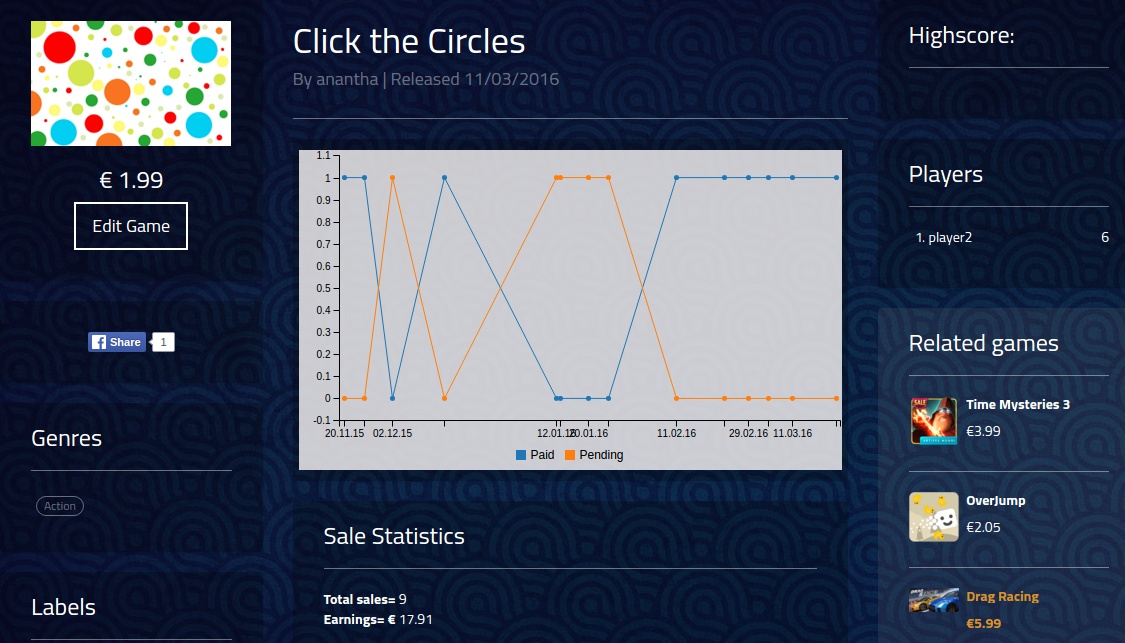 € 1.99
Edit Game
Share
1
Genres
Action
Labels
Click the Circles
By anantha | Released 11/03/2016
1.1
1
0.9
0.8
0.7
0.6
0.5
0.4
0.3
0.2
0.1
0
-0.1
20.11.15 02.12.15 12.01.16 20.01.16 11.02.16 29.02.16 11.03.16
Paid Pending
Sale Statistics
Total sales= 9
Earnings= € 17.91
Highscore:
Players
1. player2 6
Related games
SALE
Time Mysteries 3
€3.99
OverJump
€2.05
Drag Racing
€5.99